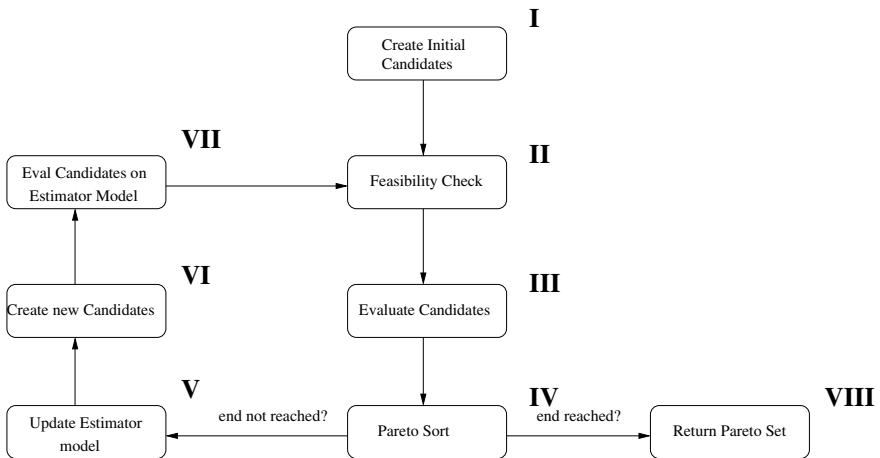 I
Create Initial
Candidates
VII
Eval Candidates on
Estimator Model
II
Feasibility Check
VI
Create new Candidates
III
Evaluate Candidates
V
Update Estimator
model
end not reached?
IV
Pareto Sort
end reached?
VIII
Return Pareto Set